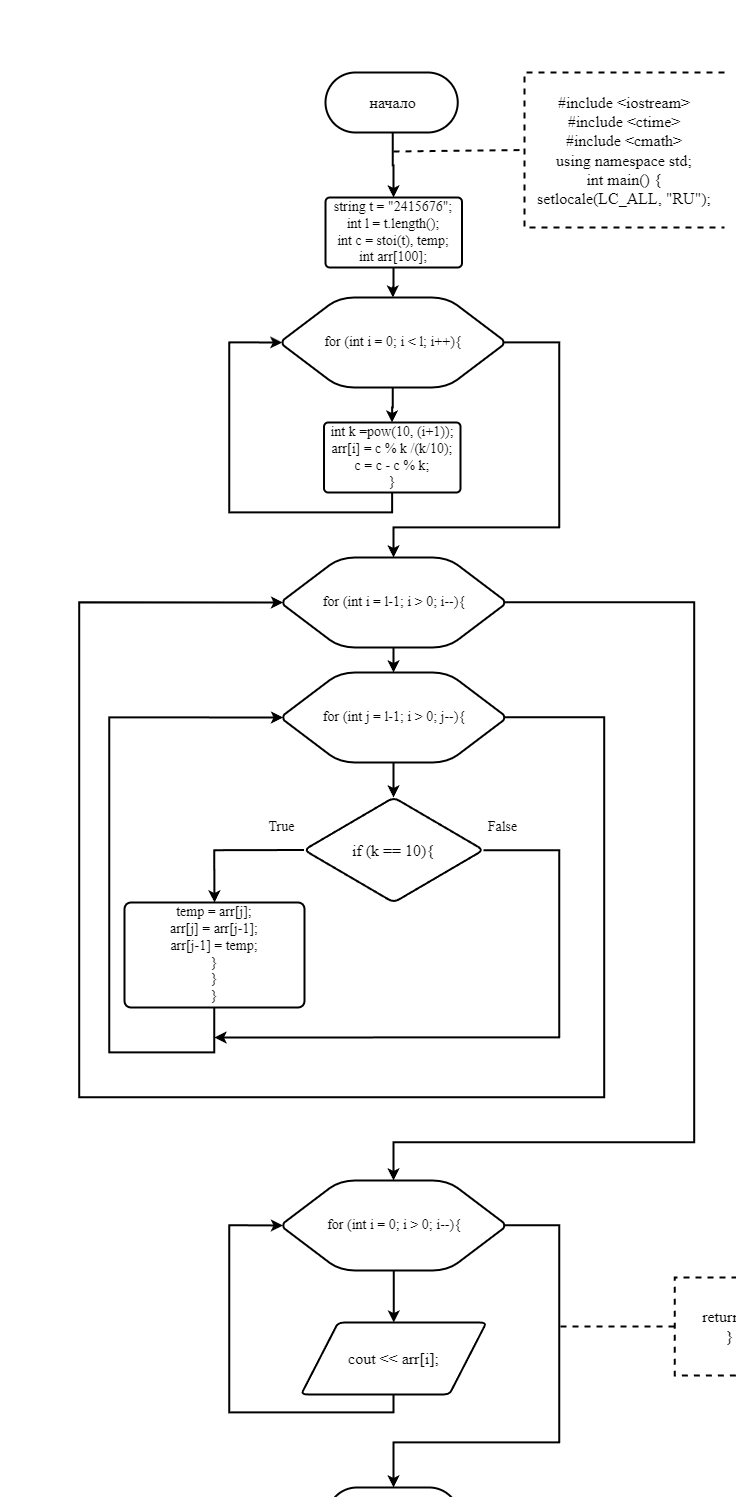 начало
#include <iostream>
#include <ctime>
#include <cmath>
using namespace std;
int main() {
setlocale(LC_ALL, "RU");
string t = "2415676";
int l = t.length();
int c = stoi(t), temp;
int arr[100];
for (int i = 0; i < l; i++){
int k =pow(10, (i+1));
arr[i] = c % k /(k/10);
c = c - c % k;
}
for (int i = l-1; i > 0; i--){
for (int j = l-1; i > 0; j--){
True
False
if (k == 10){
temp = arr[j];
arr[j] = arr[j-1];
arr[j-1] = temp;
}
}
}
for (int i = 0; i > 0; i--){
return
}
cout << arr[i];